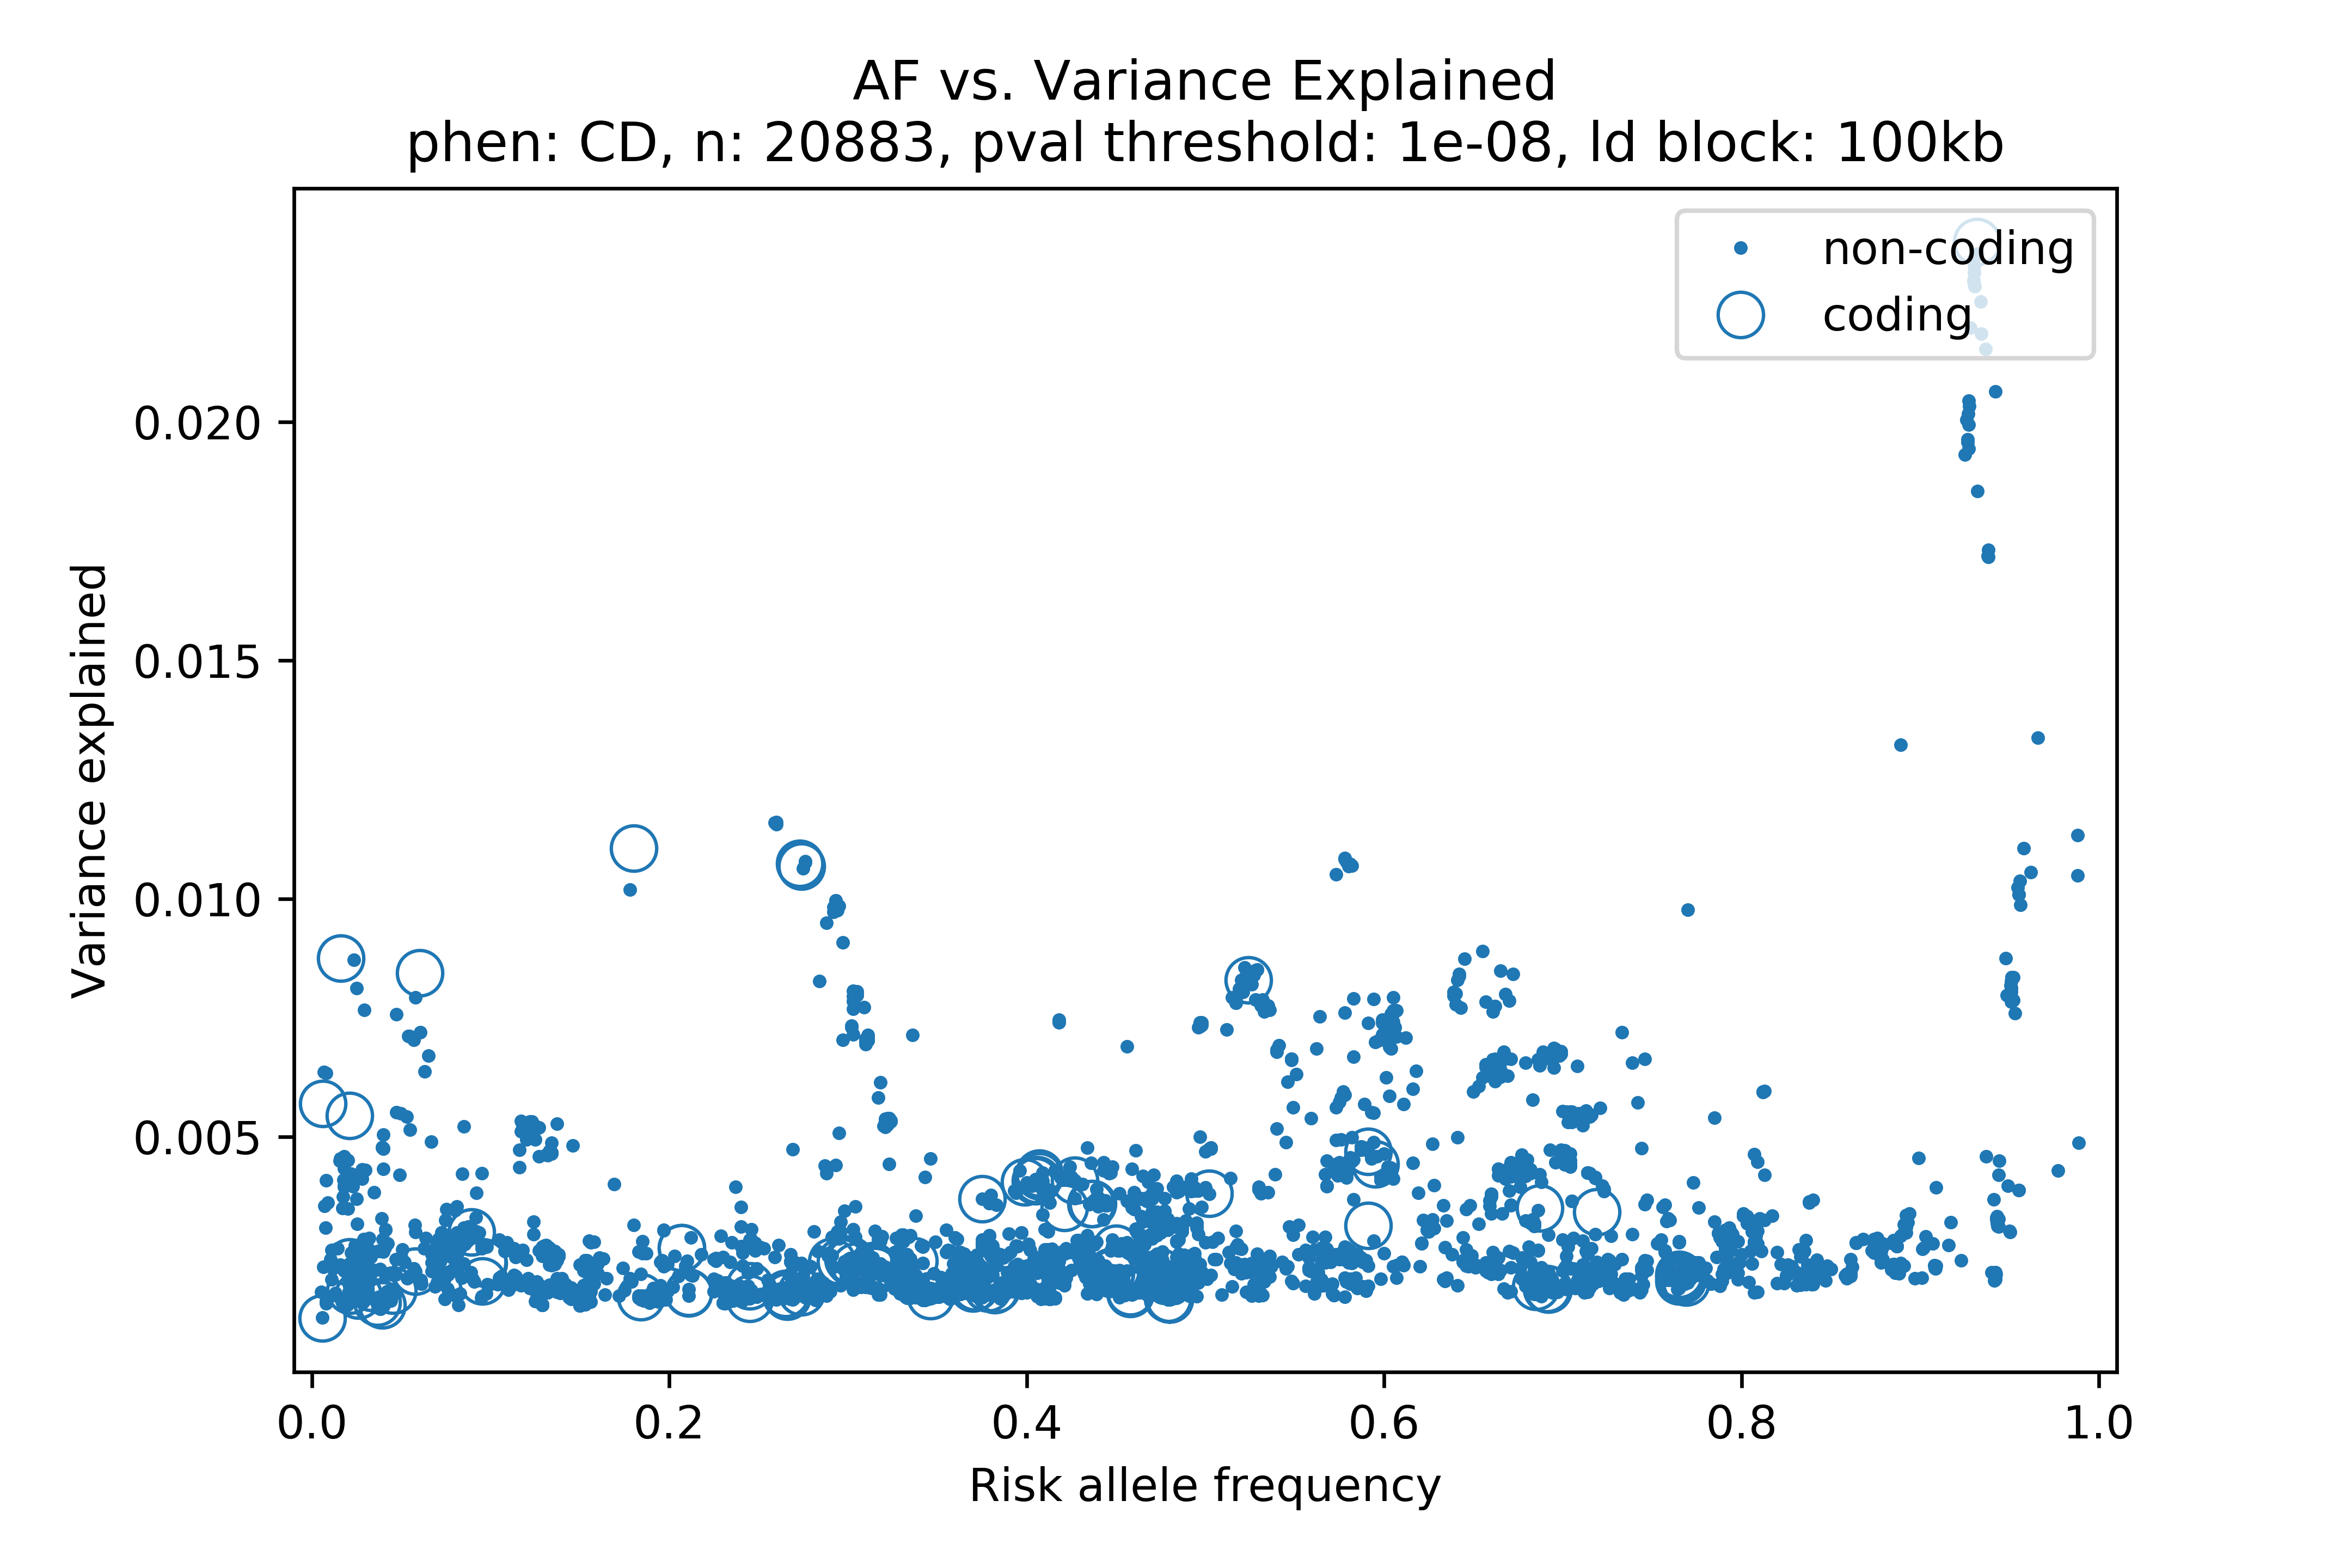 AF vs. Variance Explained
phen: CD, n: 20883, pval threshold: 1e-08, ld block: 100kb
non-coding
coding
0.020
0.015
0.010
0.005
Variance explained
0.0 0.2 0.4 0.6 0.8 1.0
Risk allele frequency